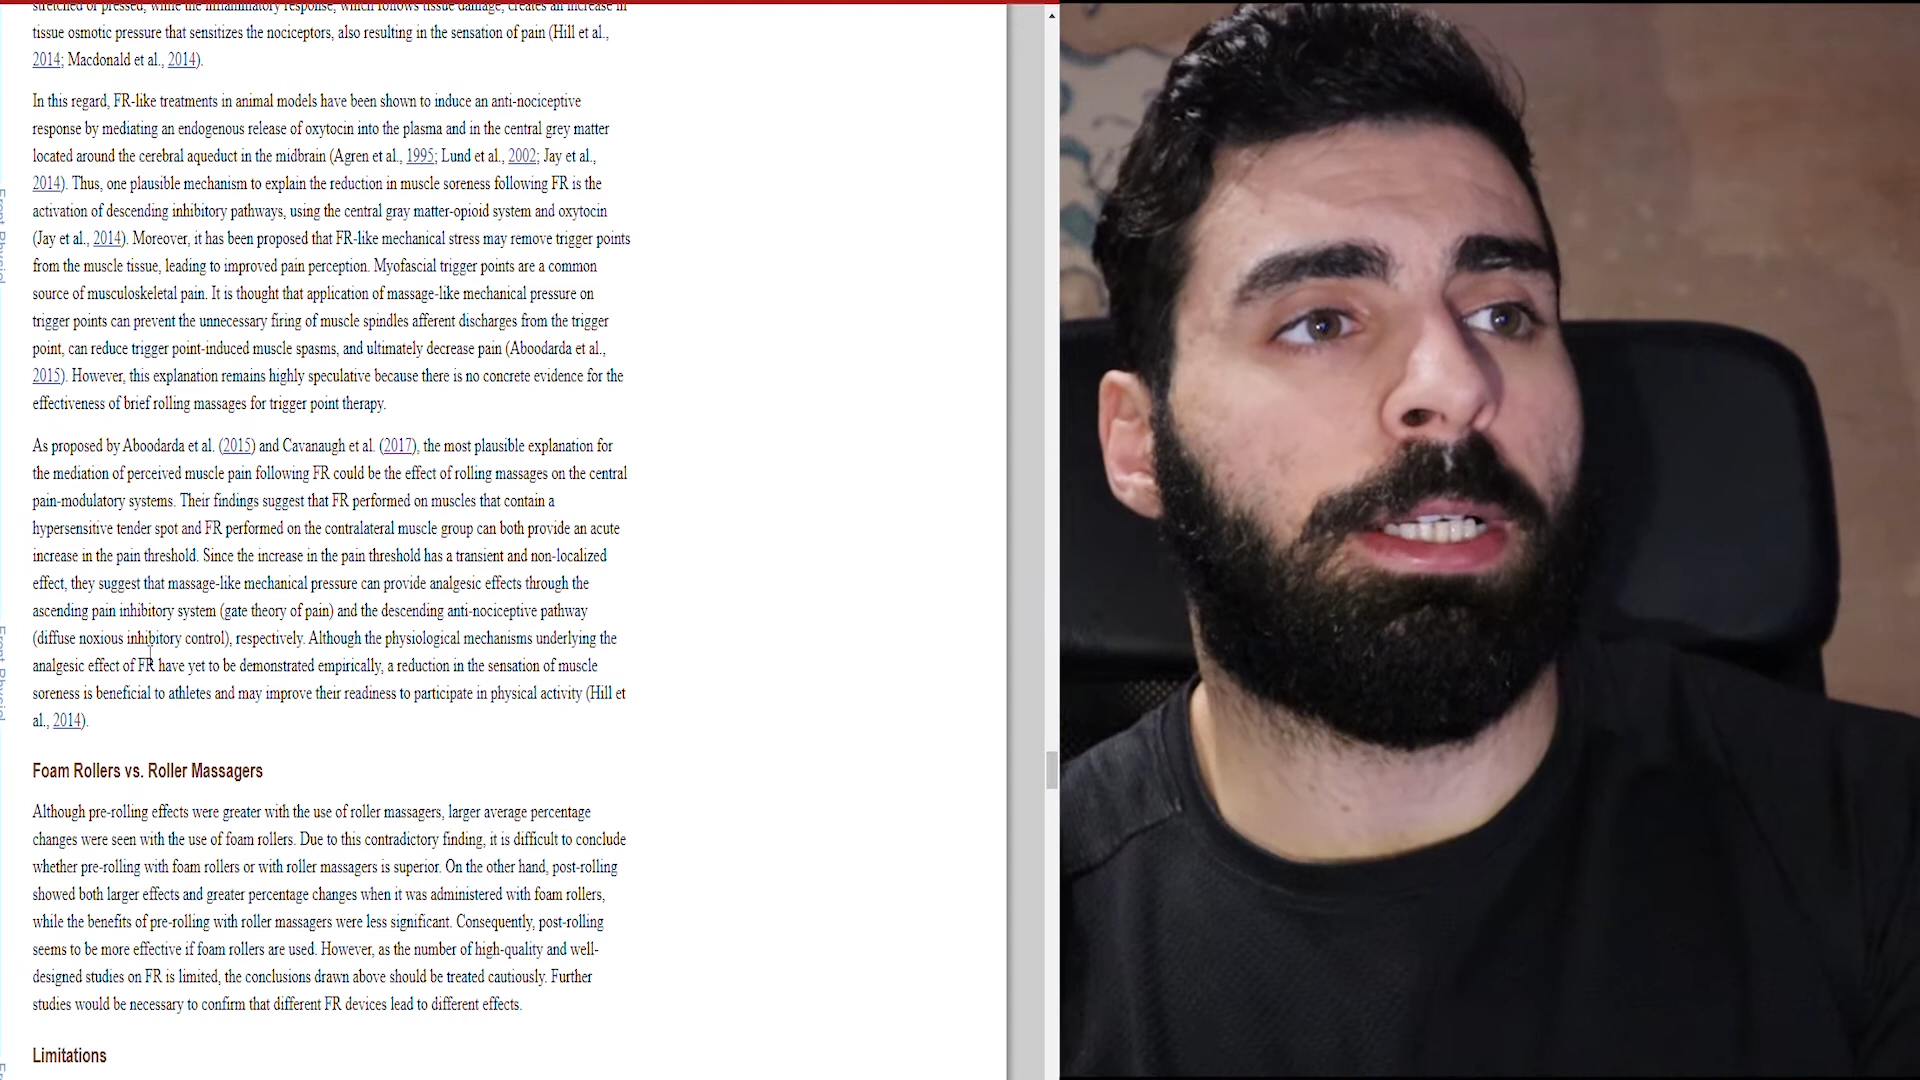 stretched or pressed, while the inflammatory response, which follows tissue damage, creates an increase in
tissue osmotic pressure that sensitizes the nociceptors, also resulting in the sensation of pain (Hill et al.,
2014; Macdonald et al., 2014).
In this regard, FR-like treatments in animal models have been shown to induce an anti-nociceptive
response by mediating an endogenous release of oxytocin into the plasma and in the central grey matter
located around the cerebral aqueduct in the midbrain (Agren et al., 1995; Lund et al., 2002; Jay et al.,
2014). Thus, one plausible mechanism to explain the reduction in muscle soreness following FR is the
activation of descending inhibitory pathways, using the central gray matter-opioid system and oxytocin
(Jay et al., 2014). Moreover, it has been proposed that FR-like mechanical stress may remove trigger points
from the muscle tissue, leading to improved pain perception. Myofascial trigger points are a common
source of musculoskeletal pain. It is thought that application of massage-like mechanical pressure on
trigger points can prevent the unnecessary firing of muscle spindles afferent discharges from the trigger
point, can reduce trigger point-induced muscle spasms, and ultimately decrease pain (Aboodarda et al.,
2015). However, this explanation remains highly speculative because there is no concrete evidence for the
effectiveness of brief rolling massages for trigger point therapy.
As proposed by Aboodarda et al. (2015) and Cavanaugh et al. (2017), the most plausible explanation for
the mediation of perceived muscle pain following FR could be the effect of rolling massages on the central
pain-modulatory systems. Their findings suggest that FR performed on muscles that contain a
hypersensitive tender spot and FR performed on the contralateral muscle group can both provide an acute
increase in the pain threshold. Since the increase in the pain threshold has a transient and non-localized
effect, they suggest that massage-like mechanical pressure can provide analgesic effects through the
ascending pain inhibitory system (gate theory of pain) and the descending anti-nociceptive pathway
(diffuse noxious inhibitory control), respectively. Although the physiological mechanisms underlying the
analgesic effect of FR have yet to be demonstrated empirically, a reduction in the sensation of muscle
soreness is beneficial to athletes and may improve their readiness to participate in physical activity (Hill et
al., 2014).
Foam Rollers vs. Roller Massagers
Although pre-rolling effects were greater with the use of roller massagers, larger average percentage
changes were seen with the use of foam rollers. Due to this contradictory finding, it is difficult to conclude
whether pre-rolling with foam rollers or with roller massagers is superior. On the other hand, post-rolling
showed both larger effects and greater percentage changes when it was administered with foam rollers,
while the benefits of pre-rolling with roller massagers were less significant. Consequently, post-rolling
seems to be more effective if foam rollers are used. However, as the number of high-quality and well-
designed studies on FR is limited, the conclusions drawn above should be treated cautiously. Further
studies would be necessary to confirm that different FR devices lead to different effects.
Limitations